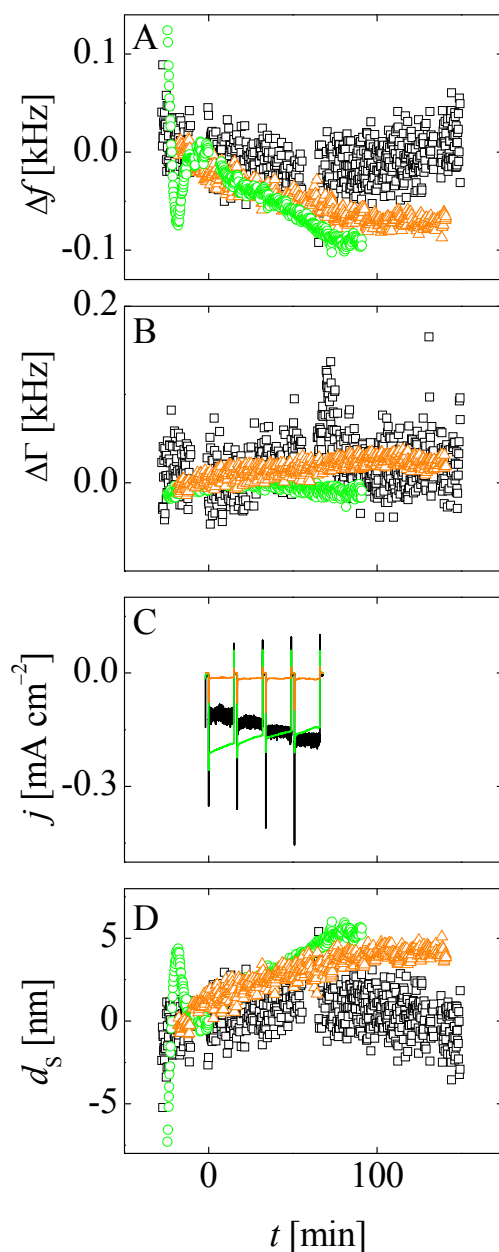 A
0.1
0.0
-0.1
Δf [kHz]
B
0.2
0.0
ΔΓ [kHz]
C
0.0
-0.3
j [mA cm⁻²]
D
5
0
-5
dₛ [nm]
0 100
t [min]